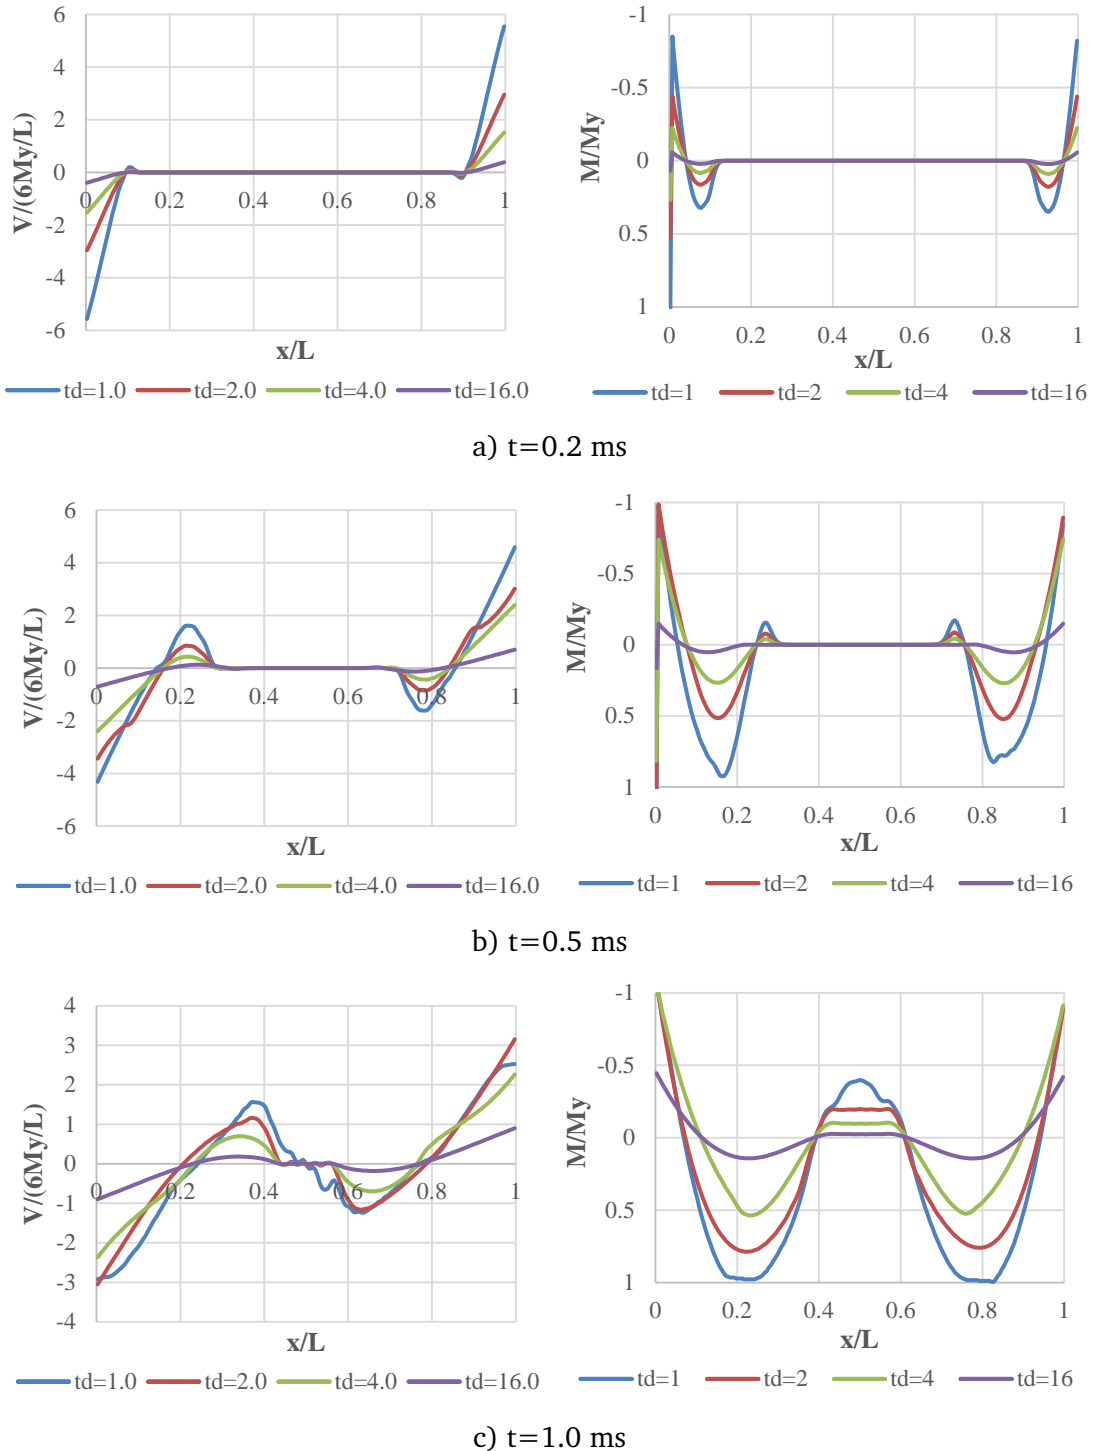 6
4
2
0
-2
-4
-6
V/(6My/L)
0 0.2 0.4 0.6 0.8 1
x/L
td=1.0 td=2.0 td=4.0 td=16.0
-1
-0.5
0
0.5
1
M/My
0 0.2 0.4 0.6 0.8 1
x/L
td=1 td=2 td=4 td=16
a) t=0.2 ms
6
4
2
0
-2
-4
-6
V/(6My/L)
0 0.2 0.4 0.6 0.8 1
x/L
td=1.0 td=2.0 td=4.0 td=16.0
-1
-0.5
0
0.5
1
M/My
0 0.2 0.4 0.6 0.8 1
x/L
td=1 td=2 td=4 td=16
b) t=0.5 ms
4
3
2
1
0
-1
-2
-3
-4
V/(6My/L)
0 0.2 0.4 0.6 0.8 1
x/L
td=1.0 td=2.0 td=4.0 td=16.0
-1
-0.5
0
0.5
1
M/My
0 0.2 0.4 0.6 0.8 1
x/L
td=1 td=2 td=4 td=16
c) t=1.0 ms